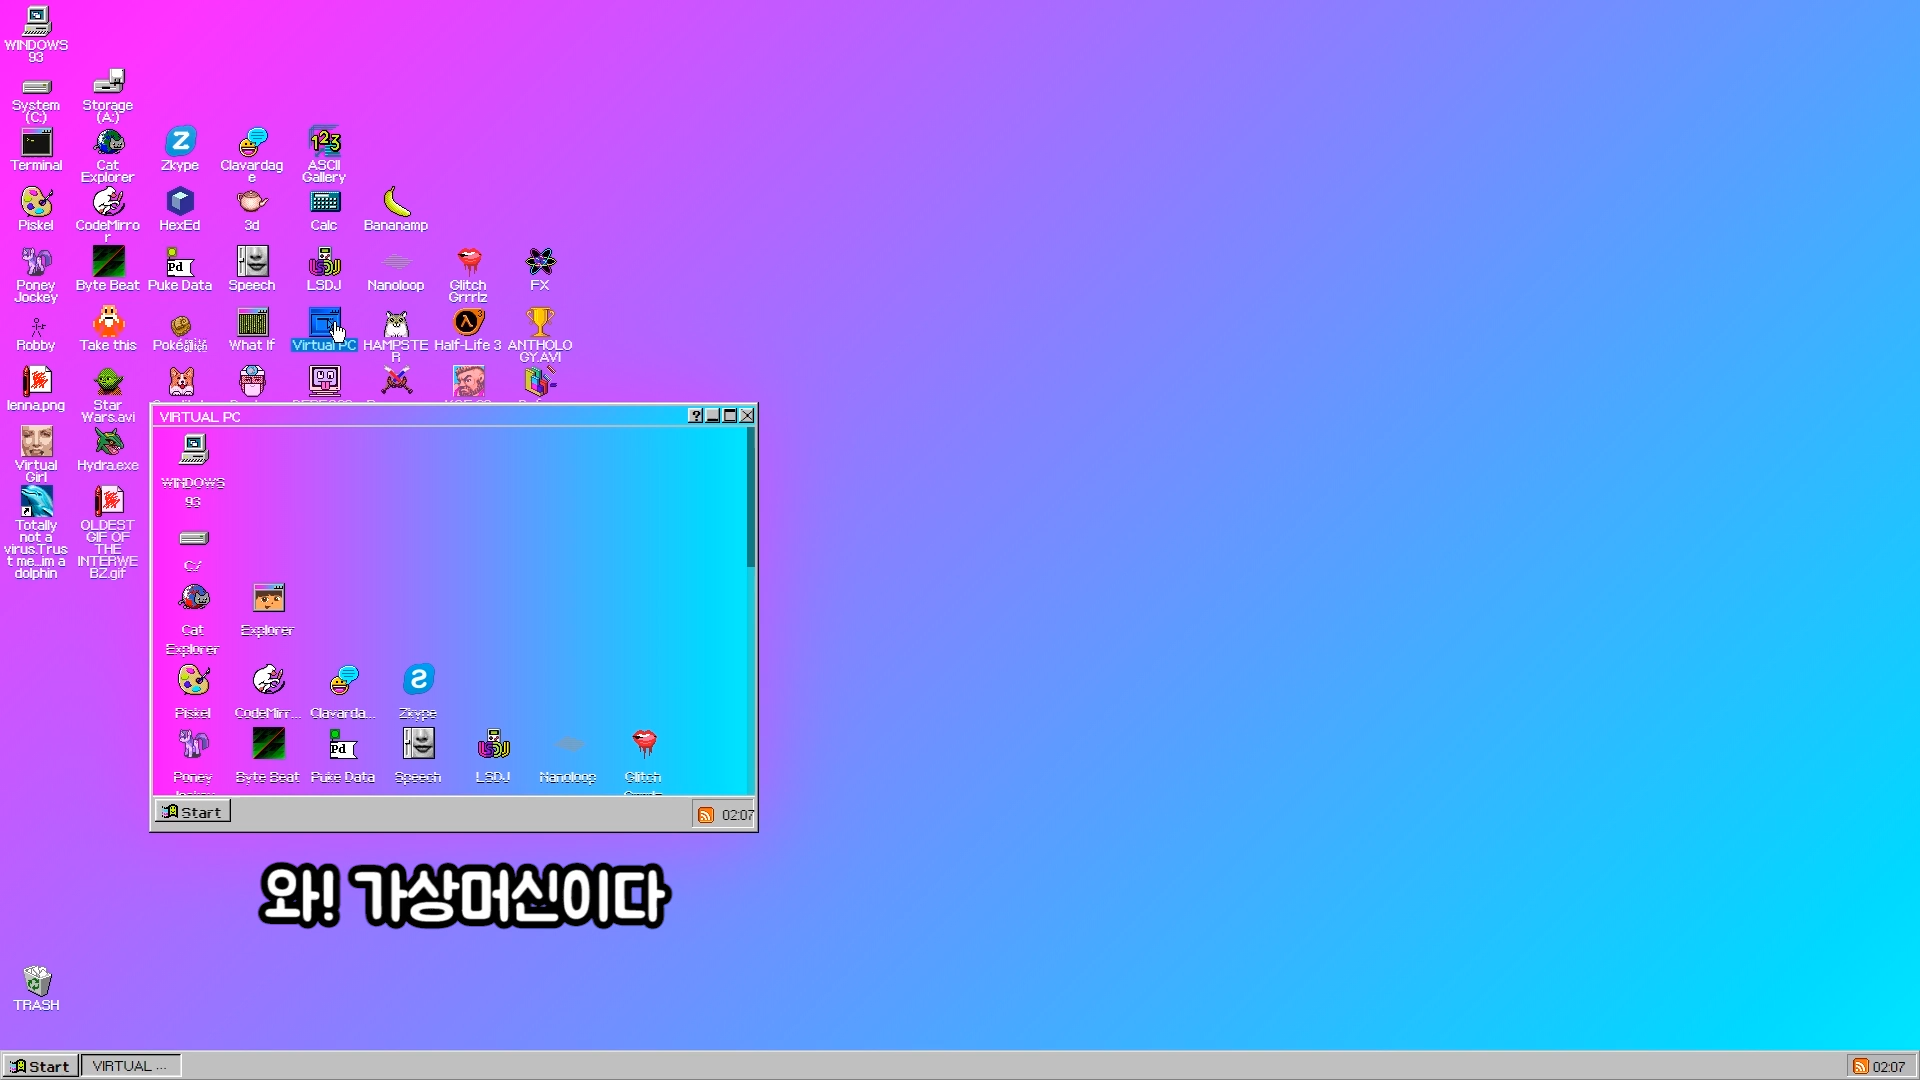 WINDOWS
93
System
(C:)
Storage
(A:)
Terminal
Cat
Explorer
Zkype
Clavardag
e
ASCII
Gallery
Piskel
CodeMirro
r
HexEd
3d
Calc
Bananamp
Poney
Jockey
Byte Beat
Puke Data
Speech
LSDJ
Nanoloop
Glitch
Grrrlz
FX
Robby
Take this
What If
Virtual PC
HAMPSTE
R
Half-Life 3
ANTHOLO
GY.AVI
lenna.png
Star
Wars.avi
Virtual
Girl
Hydra.exe
Totally
not a
virus.Trus
t me...im a
dolphin
OLDEST
GIF OF
THE
INTERWE
BZ.gif
VIRTUAL PC
WINDOWS
93
C:/
Cat
Explorer
Explorer
Piskel
CodeMirr...
Clavarda...
Zkype
Poney
Byte Beat
Puke Data
Speech
LSDJ
Nanoloop
Glitch
Start
02:07
와! 가상머신이다
TRASH
Start
VIRTUAL ...
02:07